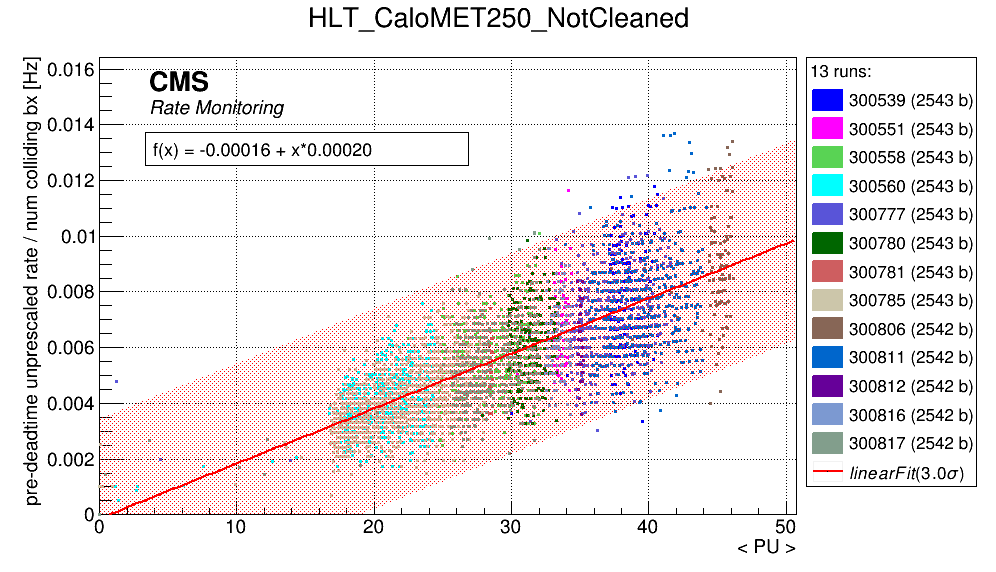 HLT_CaloMET250_NotCleaned
pre-deadtime unprescaled rate / num colliding bx [Hz]
0.016
0.014
0.012
0.01
0.008
0.006
0.004
0.002
0
CMS
Rate Monitoring
f(x) = -0.00016 + x*0.00020
0 10 20 30 40 50
< PU >
13 runs:
300539 (2543 b)
300551 (2543 b)
300558 (2543 b)
300560 (2543 b)
300777 (2543 b)
300780 (2543 b)
300781 (2543 b)
300785 (2543 b)
300806 (2542 b)
300811 (2542 b)
300812 (2542 b)
300816 (2542 b)
300817 (2542 b)
linearFit(3.0σ)